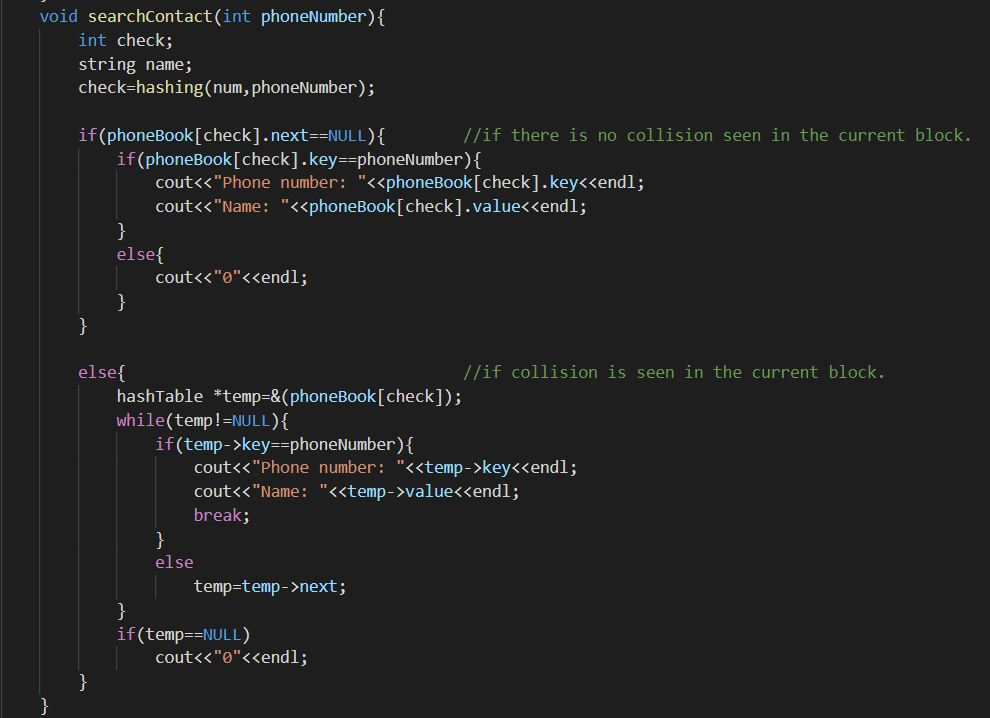 void searchContact(int phoneNumber){
    int check;
    string name;
    check=hashing(num,phoneNumber);

    if(phoneBook[check].next==NULL){        //if there is no collision seen in the current block.
        if(phoneBook[check].key==phoneNumber){
            cout<<"Phone number: "<<phoneBook[check].key<<endl;
            cout<<"Name: "<<phoneBook[check].value<<endl;
        }
        else{
            cout<<"0"<<endl;
        }
    }

    else{                                   //if collision is seen in the current block.
        hashTable *temp=&(phoneBook[check]);
        while(temp!=NULL){
            if(temp->key==phoneNumber){
                cout<<"Phone number: "<<temp->key<<endl;
                cout<<"Name: "<<temp->value<<endl;
                break;
            }
            else
                temp=temp->next;
        }
        if(temp==NULL)
            cout<<"0"<<endl;
    }
}